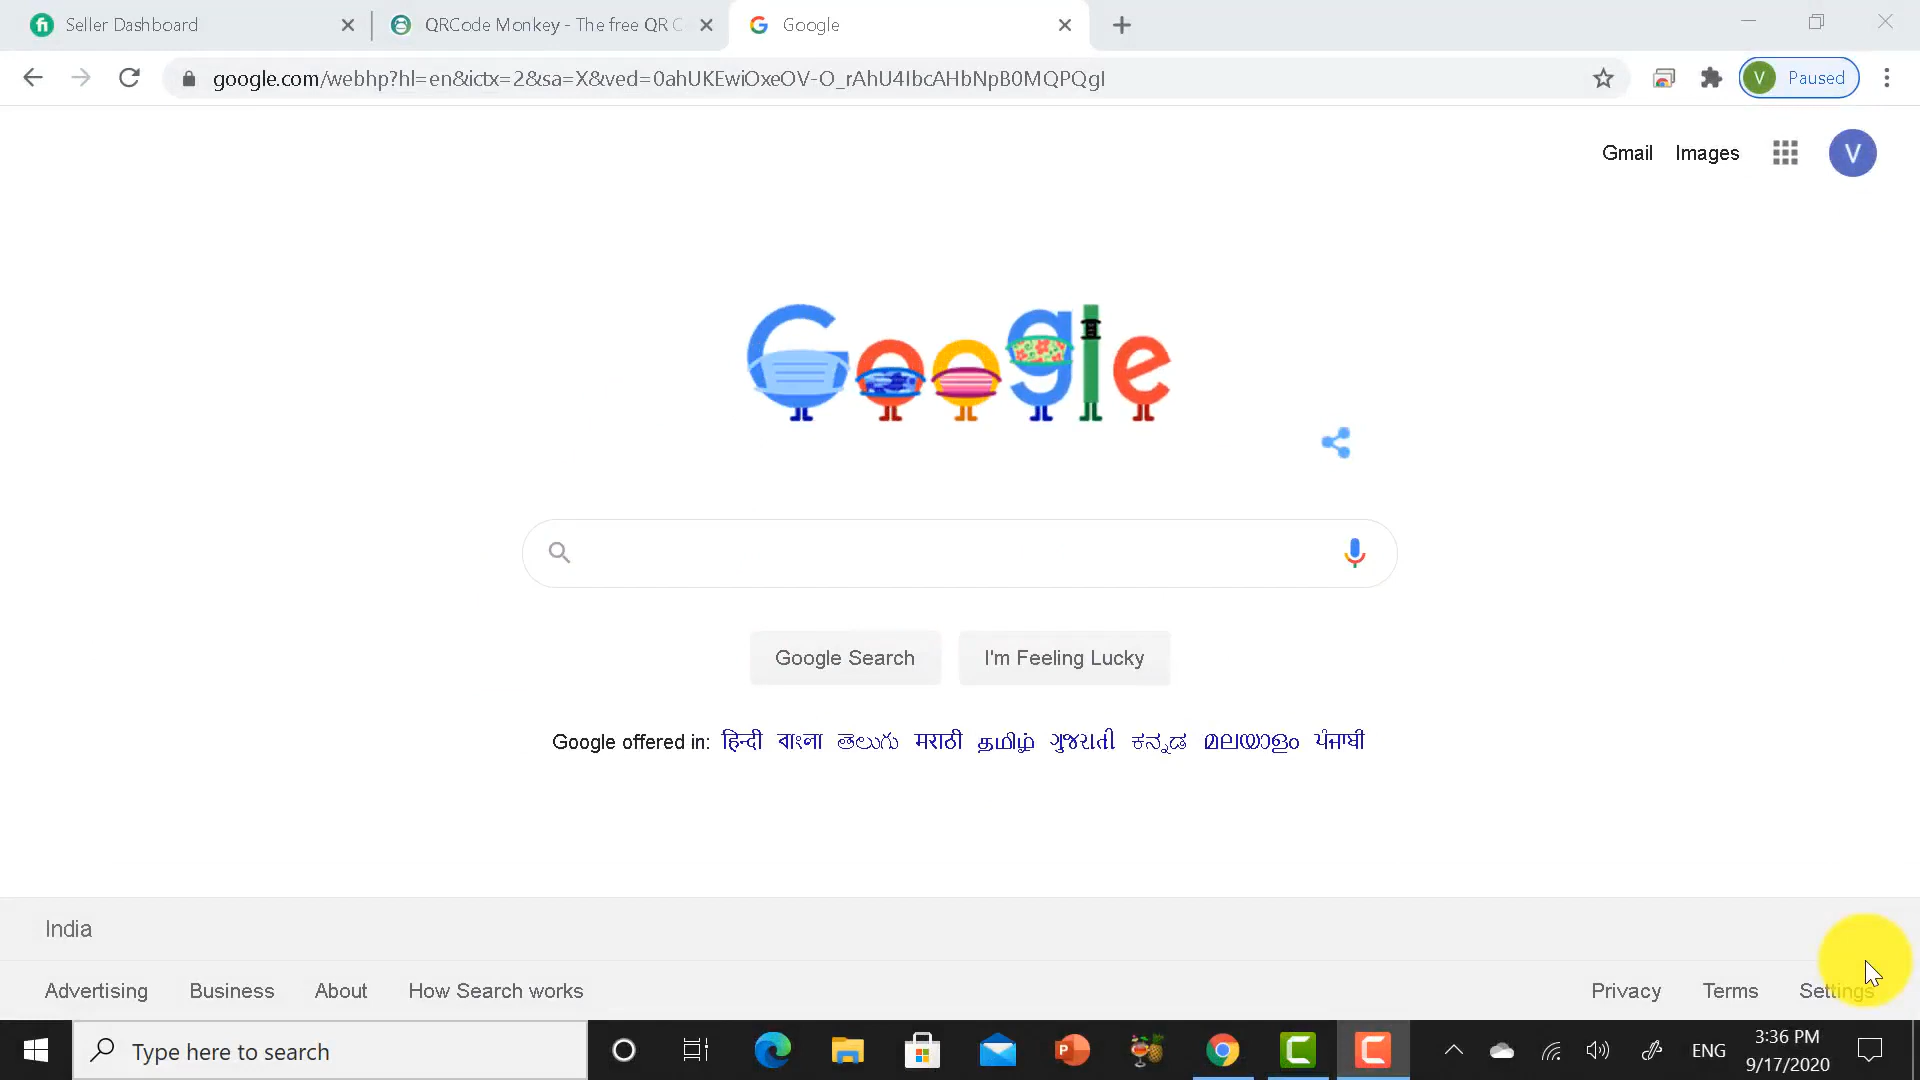 Seller Dashboard
QRCode Monkey - The free QR C
Google
google.com/webhp?hl=en&ictx=2&sa=X&ved=0ahUKEwiOxeOV-O_rAhU4IbcAHbNpB0MQPQgI
V Paused
Gmail Images V
Google
Google Search I'm Feeling Lucky
Google offered in: हिन्दी বাংলা తెలుగు मराठी தமிழ் ગુજરાતી ಕನ್ನಡ മലയാളം ਪੰਜਾਬੀ
India
Advertising Business About How Search works Privacy Terms Settings
Type here to search
ENG
3:36 PM
9/17/2020